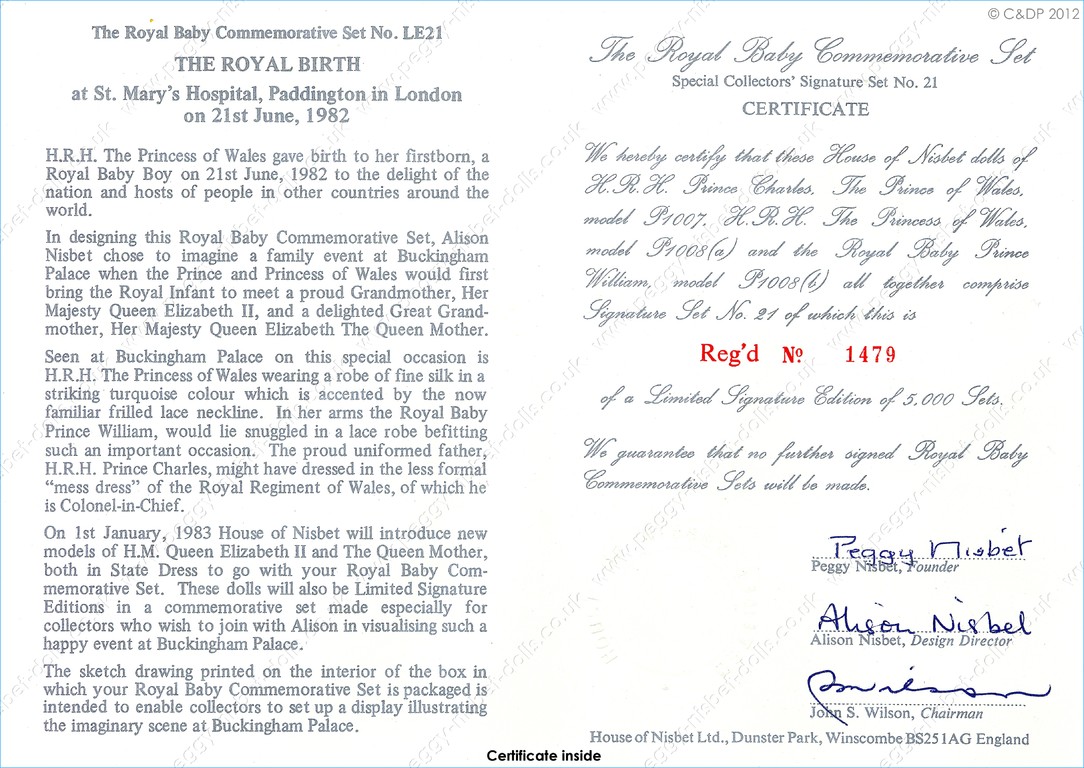 © C&DP 2012
The Royal Baby Commemorative Set No. LE21
THE ROYAL BIRTH
at St. Mary's Hospital, Paddington in London
on 21st June, 1982
H.R.H. The Princess of Wales gave birth to her firstborn, a
Royal Baby Boy on 21st June, 1982 to the delight of the
nation and hosts of people in other countries around the
world.
In designing this Royal Baby Commemorative Set, Alison
Nisbet chose to imagine a family event at Buckingham
Palace when the Prince and Princess of Wales would first
bring the Royal Infant to meet a proud Grandmother, Her
Majesty Queen Elizabeth II, and a delighted Great Grand-
mother, Her Majesty Queen Elizabeth The Queen Mother.
Seen at Buckingham Palace on this special occasion is
H.R.H. The Princess of Wales wearing a robe of fine silk in a
striking turquoise colour which is accented by the now
familiar frilled lace neckline. In her arms the Royal Baby
Prince William, would lie snuggled in a lace robe befitting
such an important occasion. The proud uniformed father,
H.R.H. Prince Charles, might have dressed in the less formal
"mess dress" of the Royal Regiment of Wales, of which he
is Colonel-in-Chief.
On 1st January, 1983 House of Nisbet will introduce new
models of H.M. Queen Elizabeth II and The Queen Mother,
both in State Dress to go with your Royal Baby Com-
memorative Set. These dolls will also be Limited Signature
Editions in a commemorative set made especially for
collectors who wish to join with Alison in visualising such a
happy event at Buckingham Palace.
The sketch drawing printed on the interior of the box in
which your Royal Baby Commemorative Set is packaged is
intended to enable collectors to set up a display illustrating
the imaginary scene at Buckingham Palace.
The Royal Baby Commemorative Set
Special Collectors' Signature Set No. 21
CERTIFICATE
We hereby certify that these House of Nisbet dolls of
H.R.H. Prince Charles, The Prince of Wales,
model P1007, H.R.H. The Princess of Wales,
model P1008(a) and the Royal Baby Prince
William, model P1008(b) all together comprise
Signature Set No. 21 of which this is
Reg'd No 1479
of a Limited Signature Edition of 5,000 Sets.
We guarantee that no further signed Royal Baby
Commemorative Sets will be made.
Peggy Nisbet
Peggy Nisbet, Founder
Alison Nisbet
Alison Nisbet, Design Director
JSWilson
John S. Wilson, Chairman
House of Nisbet Ltd., Dunster Park, Winscombe BS251AG England
Certificate inside
www.peggy-nisbet-dolls.co.uk